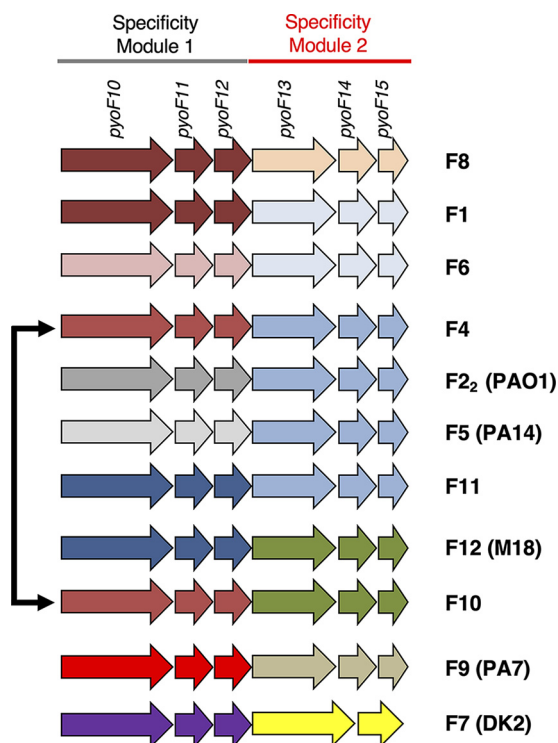 Specificity
Module 1
Specificity
Module 2
pyoF10
pyoF11
pyoF12
pyoF13
pyoF14
pyoF15
F8
F1
F6
F4
F2₂ (PAO1)
F5 (PA14)
F11
F12 (M18)
F10
F9 (PA7)
F7 (DK2)